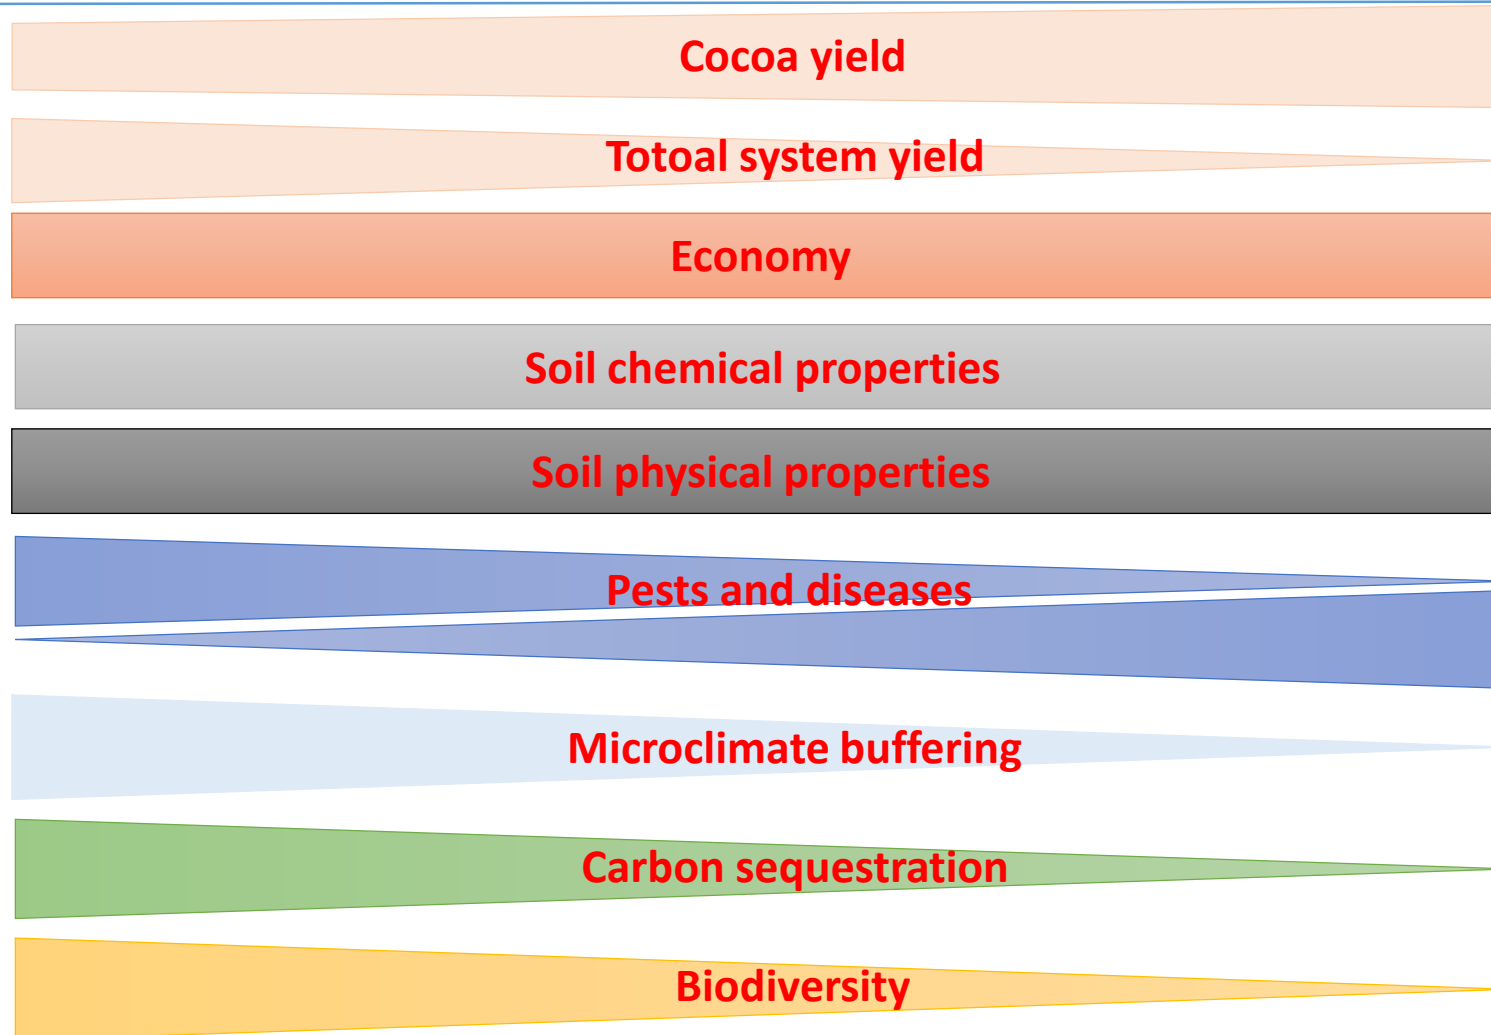 Cocoa yield
Totoal system yield
Economy
Soil chemical properties
Soil physical properties
Pests and diseases
Microclimate buffering
Carbon sequestration
Biodiversity